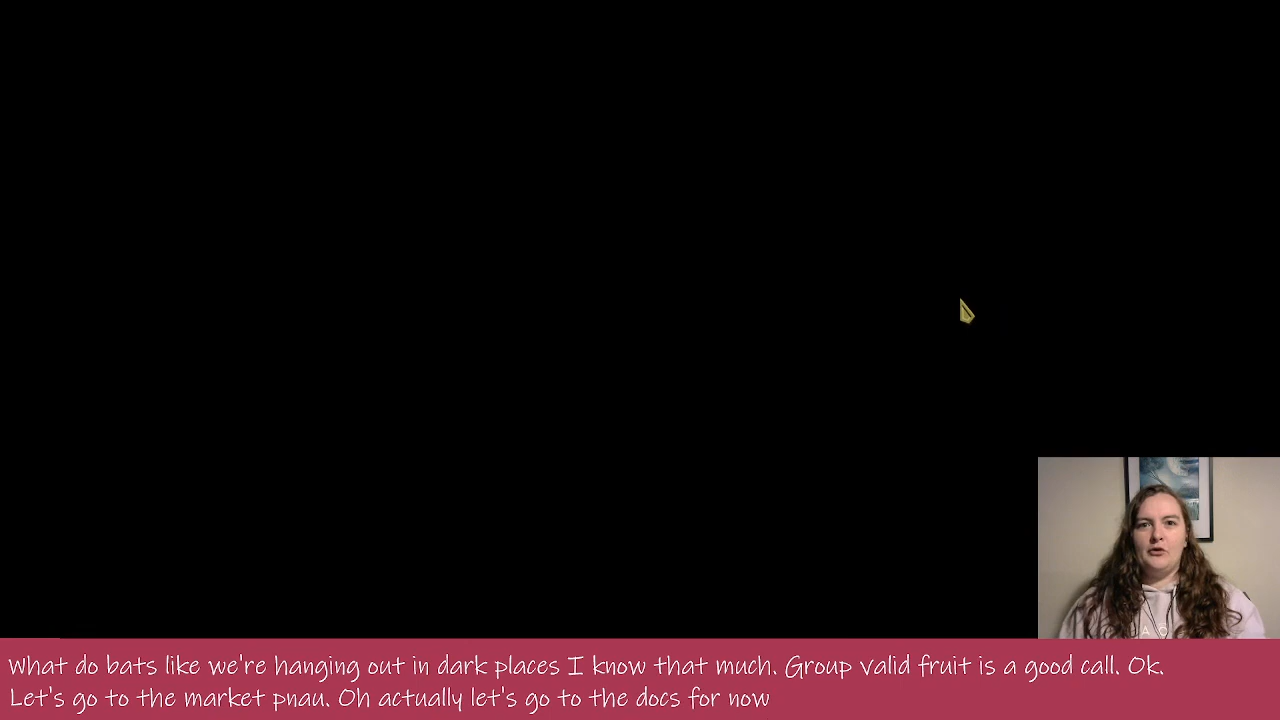 What do bats like we're hanging out in dark places I know that much. Group valid fruit is a good call. Ok.
Let's go to the market pnau. Oh actually let's go to the docs for now